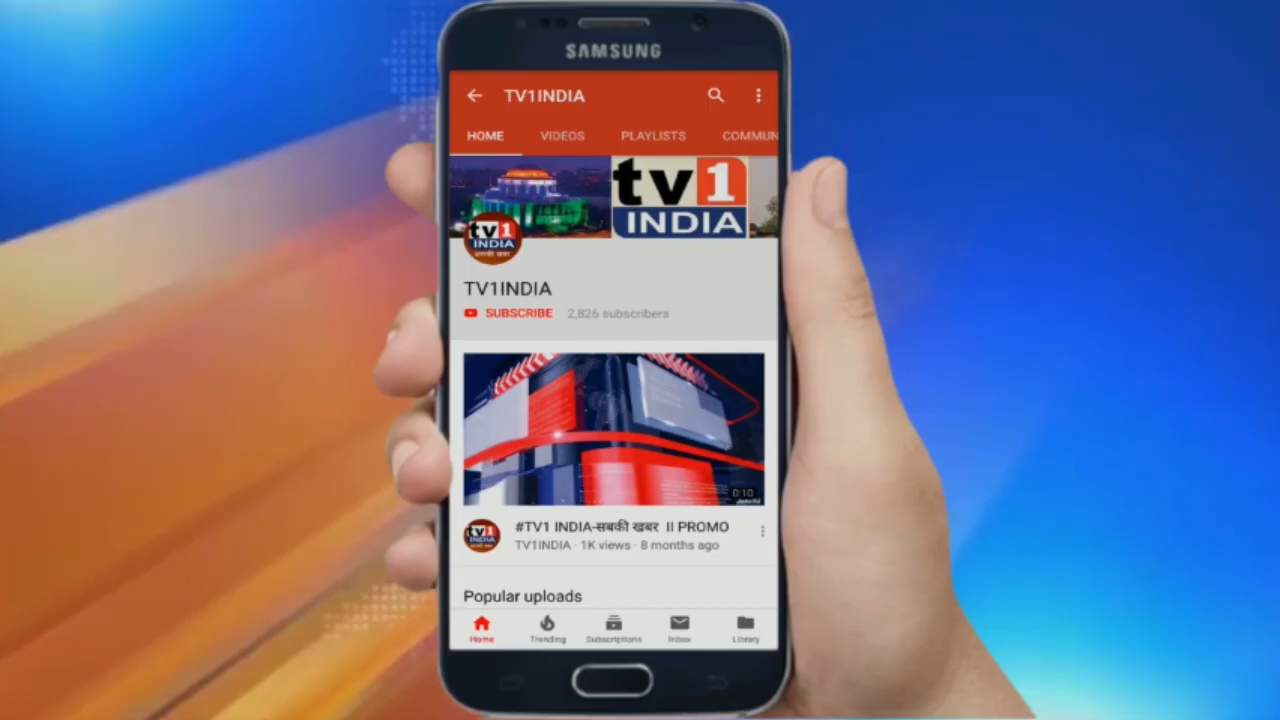 SAMSUNG
TV1INDIA
HOME VIDEOS PLAYLISTS COMMUN
tv1
INDIA
tv1
INDIA
TV1INDIA
SUBSCRIBE 2,826 subscribers
0:10
#TV1 INDIA-सबकी खबर II PROMO
tv1
INDIA
TV1INDIA · 1K views · 8 months ago
Popular uploads
Home Trending Subscriptions Inbox Library